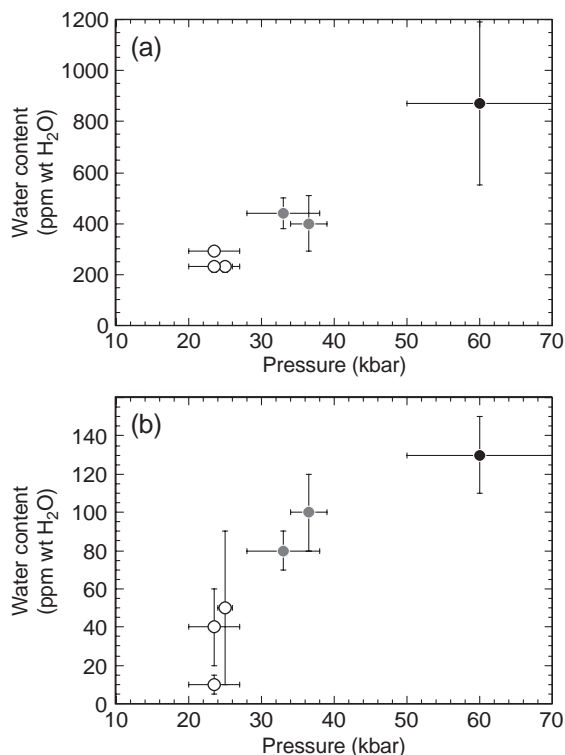 (a)
1200
1000
800
600
400
200
0
Water content
(ppm wt H₂O)
10 20 30 40 50 60 70
Pressure (kbar)
(b)
140
120
100
80
60
40
20
0
Water content
(ppm wt H₂O)
10 20 30 40 50 60 70
Pressure (kbar)